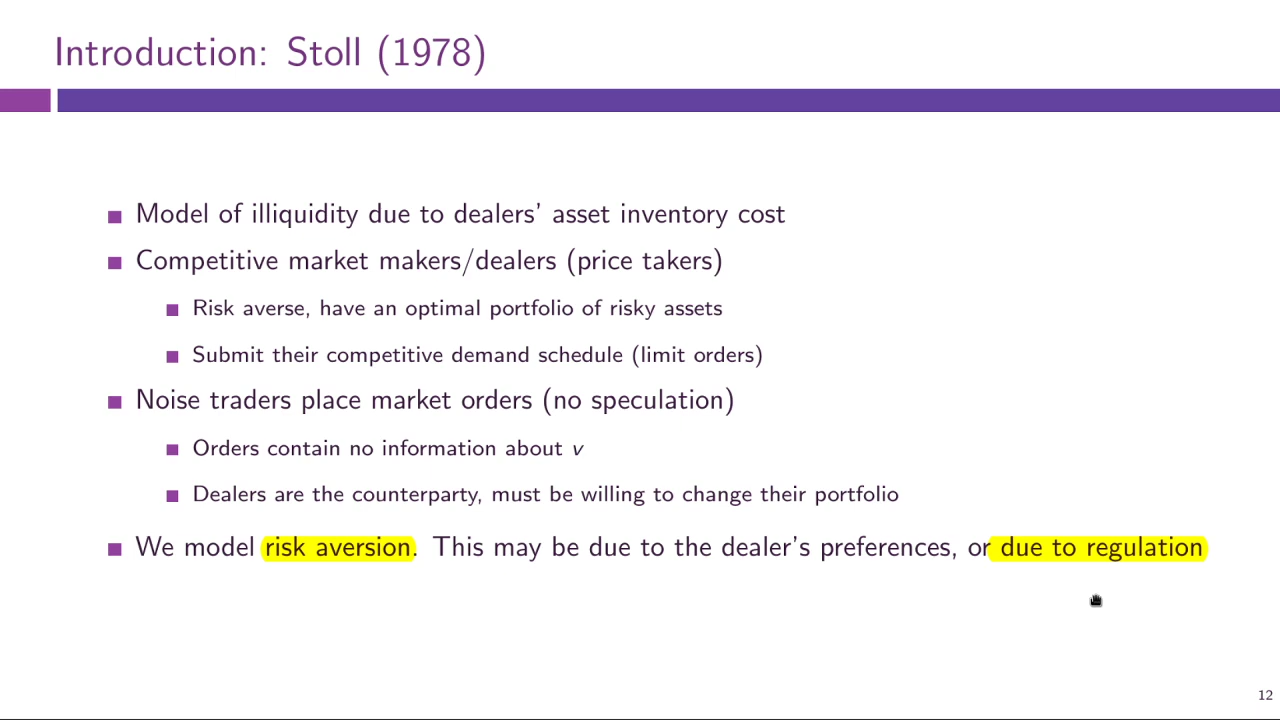 Introduction: Stoll (1978)
Model of illiquidity due to dealers' asset inventory cost
Competitive market makers/dealers (price takers)
Risk averse, have an optimal portfolio of risky assets
Submit their competitive demand schedule (limit orders)
Noise traders place market orders (no speculation)
Orders contain no information about v
Dealers are the counterparty, must be willing to change their portfolio
We model risk aversion. This may be due to the dealer's preferences, or due to regulation
12